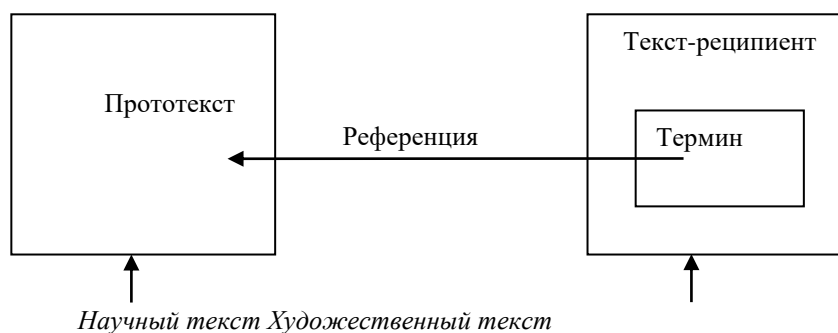 Текст-реципиент
Прототекст
Референция
Термин
Научный текст Художественный текст